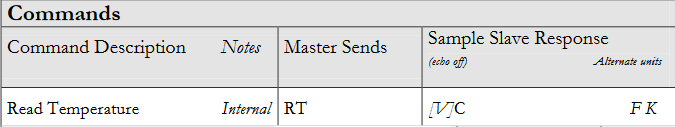 Commands
Command Description Notes Master Sends Sample Slave Response
(echo off) Alternate units
Read Temperature Internal RT [V]C F K